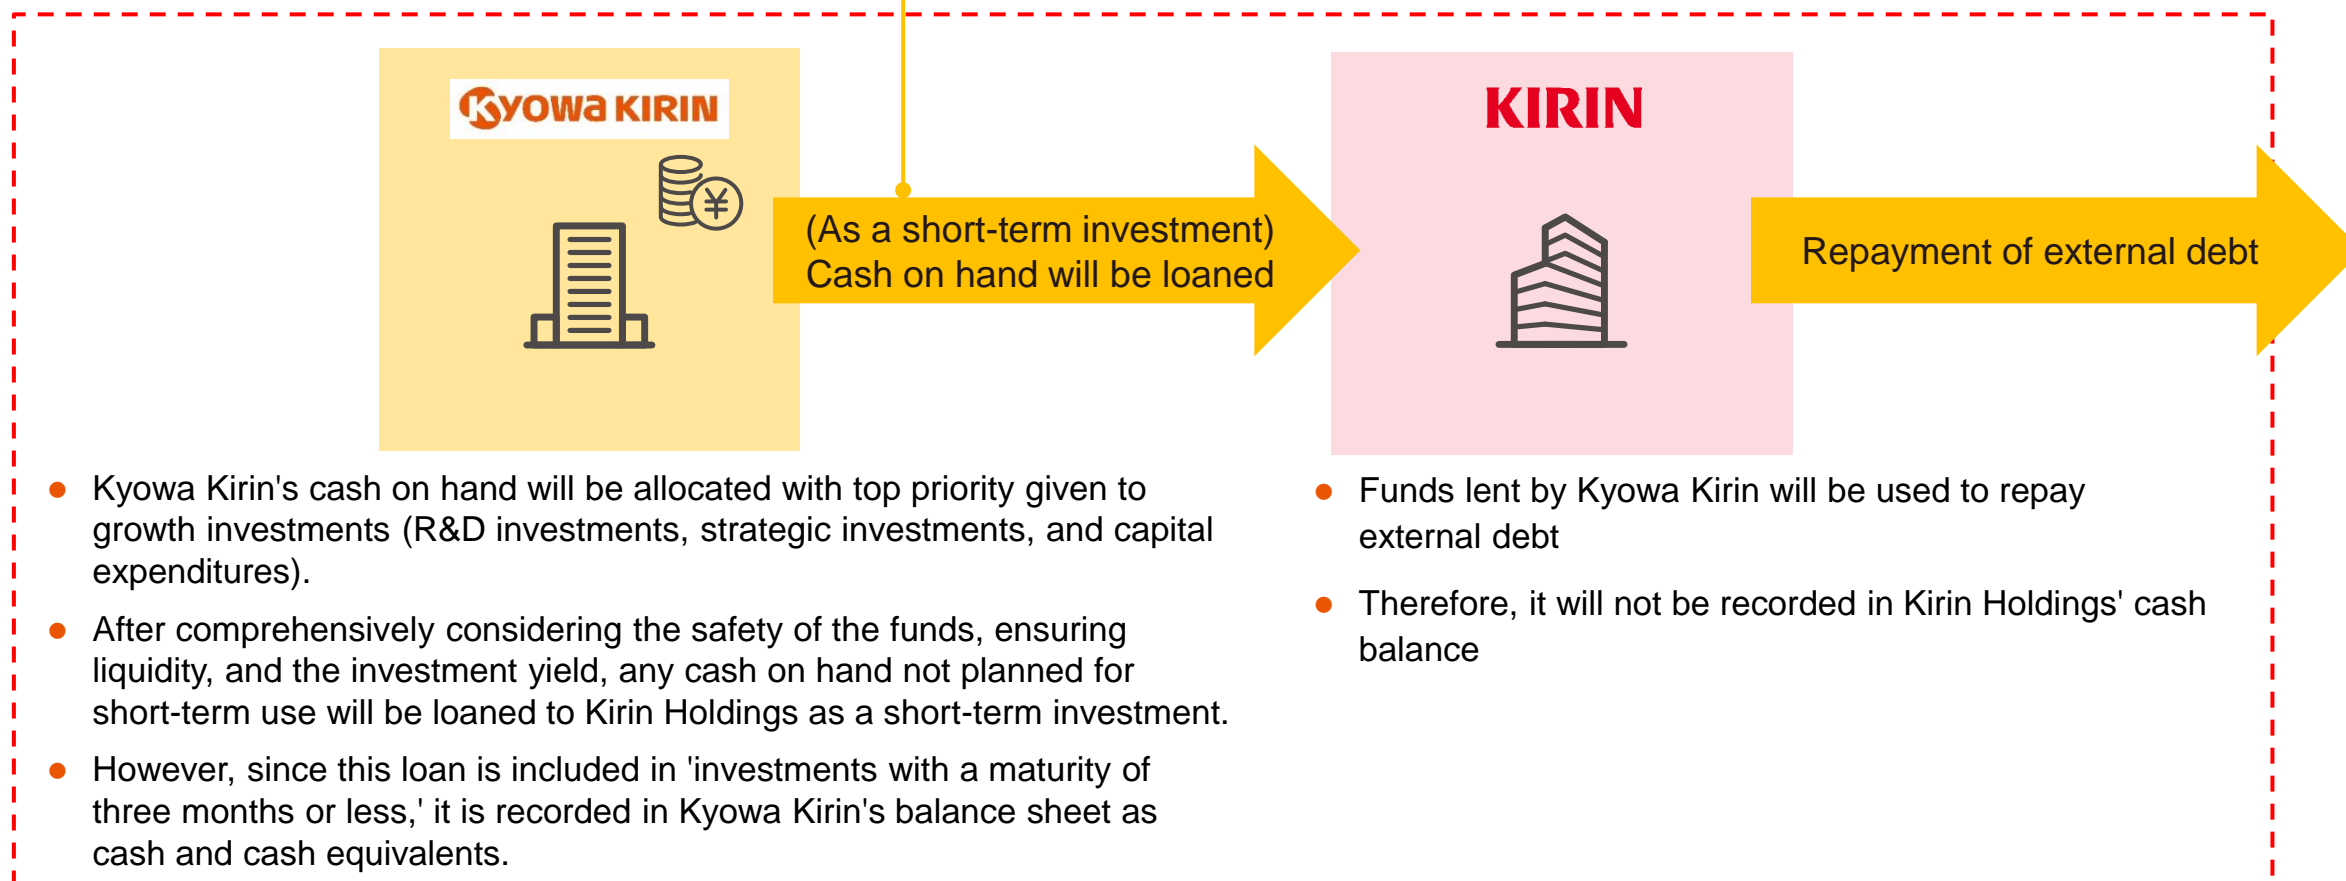 Kyowa KIRIN
KIRIN
¥
(As a short-term investment)
Cash on hand will be loaned
Repayment of external debt
● Kyowa Kirin's cash on hand will be allocated with top priority given to
growth investments (R&D investments, strategic investments, and capital
expenditures).
● After comprehensively considering the safety of the funds, ensuring
liquidity, and the investment yield, any cash on hand not planned for
short-term use will be loaned to Kirin Holdings as a short-term investment.
● However, since this loan is included in 'investments with a maturity of
three months or less,' it is recorded in Kyowa Kirin's balance sheet as
cash and cash equivalents.
● Funds lent by Kyowa Kirin will be used to repay
external debt
● Therefore, it will not be recorded in Kirin Holdings' cash
balance